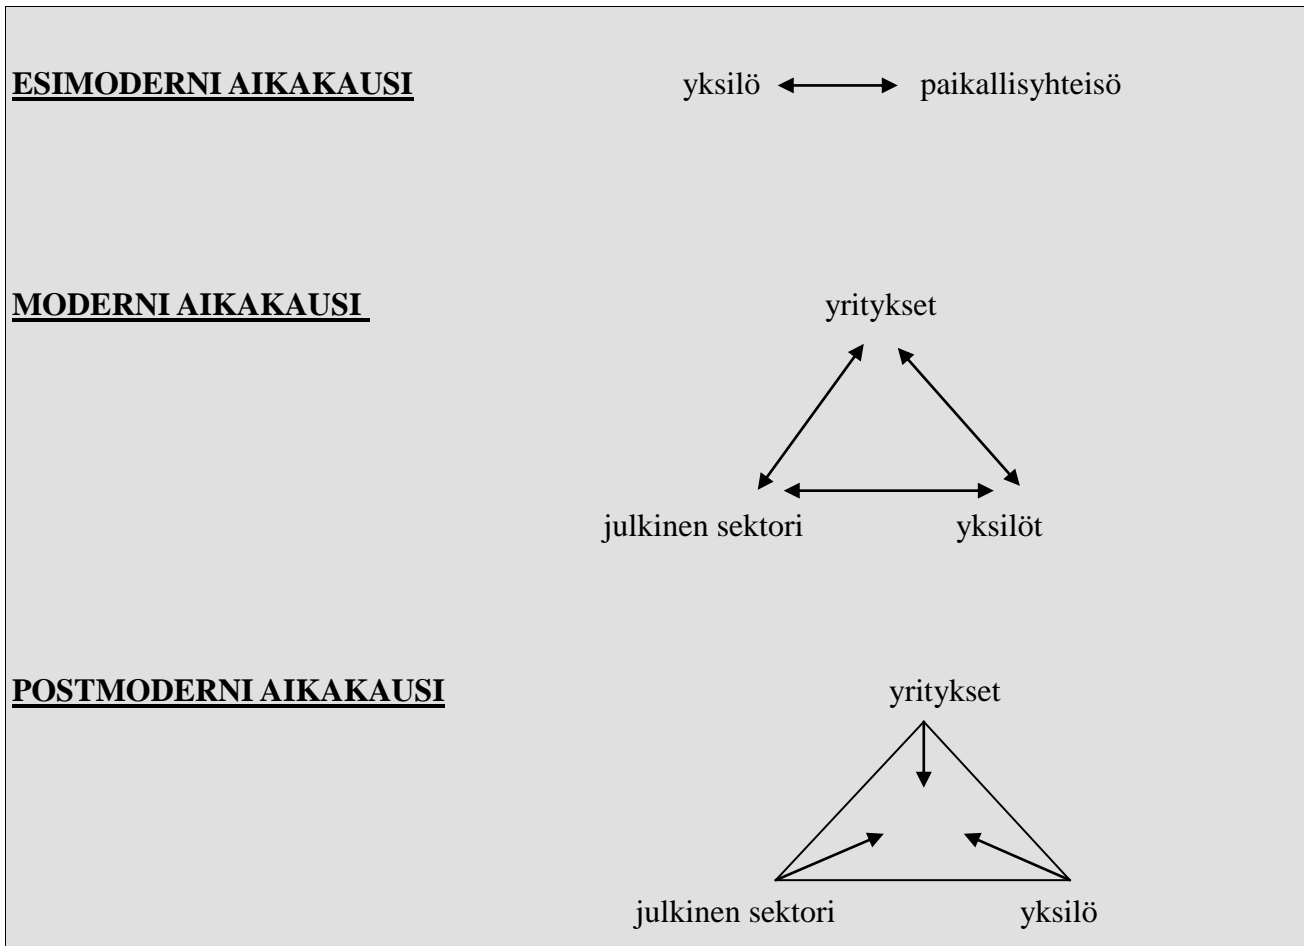 ESIMODERNI AIKAKAUSI yksilö paikallisyhteisö
MODERNI AIKAKAUSI yritykset
julkinen sektori yksilöt
POSTMODERNI AIKAKAUSI yritykset
julkinen sektori yksilö